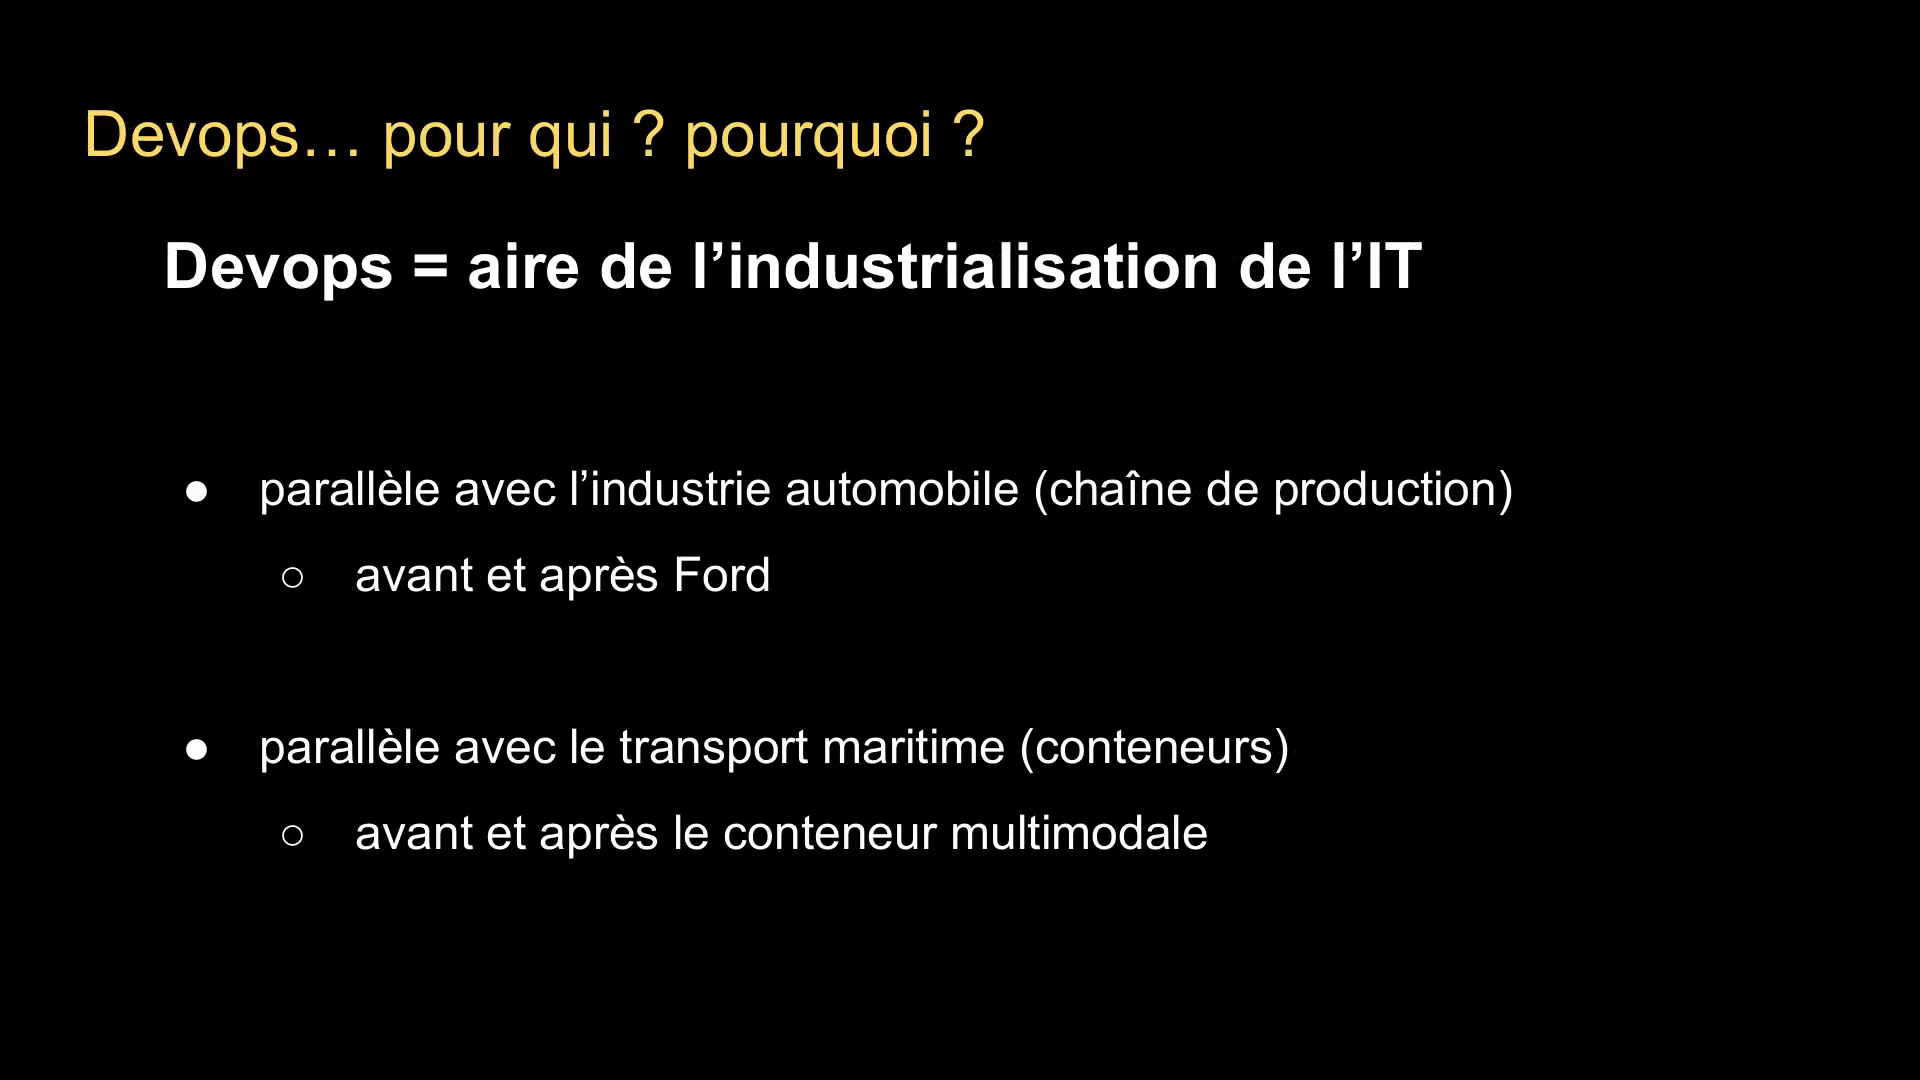 Devops… pour qui ? pourquoi ?
Devops = aire de l’industrialisation de l’IT
● parallèle avec l’industrie automobile (chaîne de production)
○ avant et après Ford
● parallèle avec le transport maritime (conteneurs)
○ avant et après le conteneur multimodale